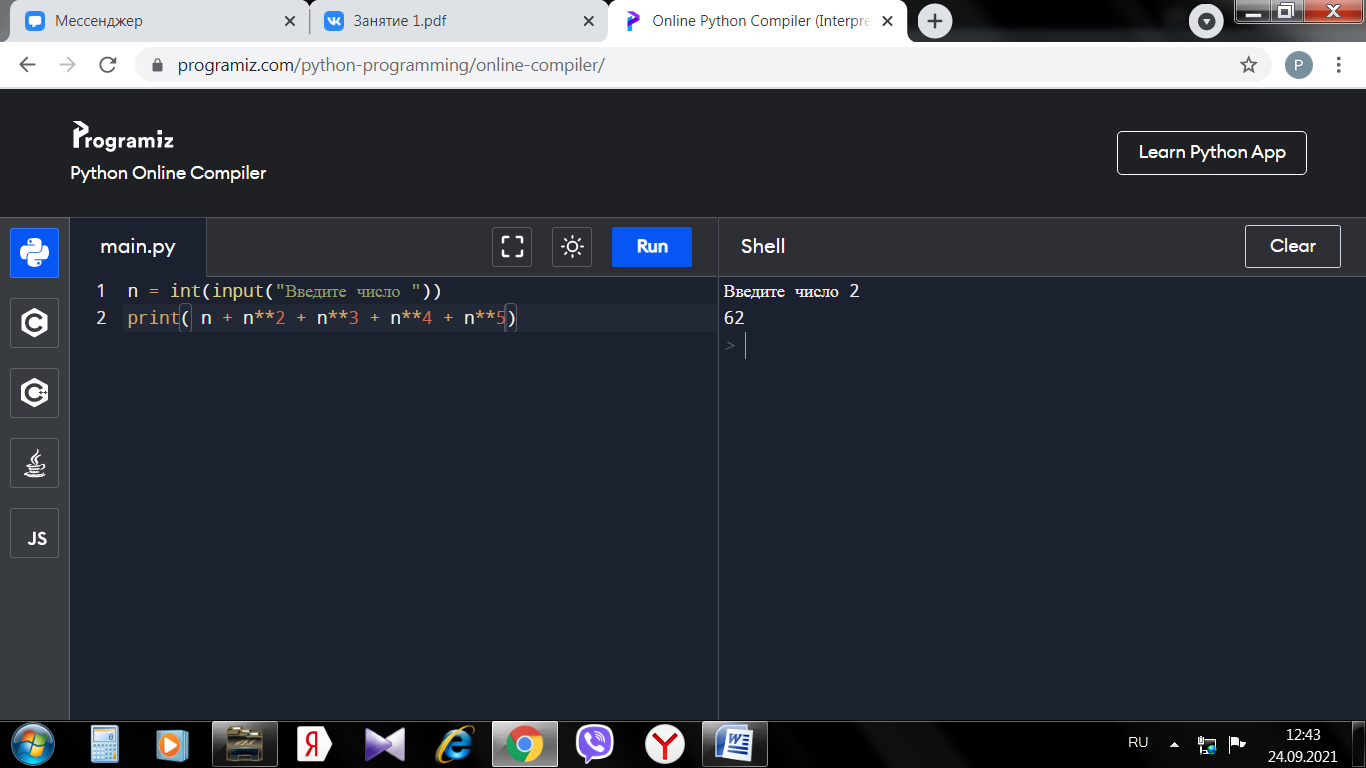 Мессенджер
Занятие 1.pdf
Online Python Compiler (Interpre
programiz.com/python-programming/online-compiler/
P
Programiz
Python Online Compiler
Learn Python App
main.py
Run
Shell
Clear
1 n = int(input("Введите число "))
2 print( n + n**2 + n**3 + n**4 + n**5)
Введите число 2
62
>
JS
RU
12:43
24.09.2021